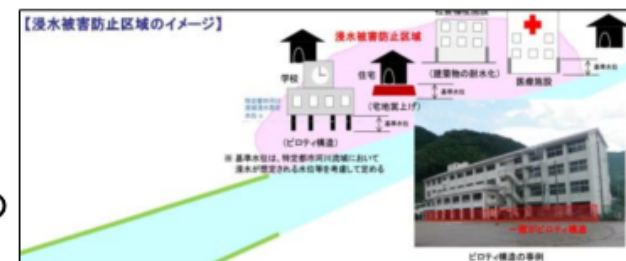 【浸水被害防止区域のイメージ】
浸水被害防止区域
学校
住宅
(建築物の耐水化)
医療施設
基準水位
(宅地嵩上げ)
基準水位
基準水位
(ピロティ構造)
※ 基準水位は、特定都市河川流域において
浸水が想定される水位等を考慮して定める
一階がピロティ構造
ピロティ構造の事例